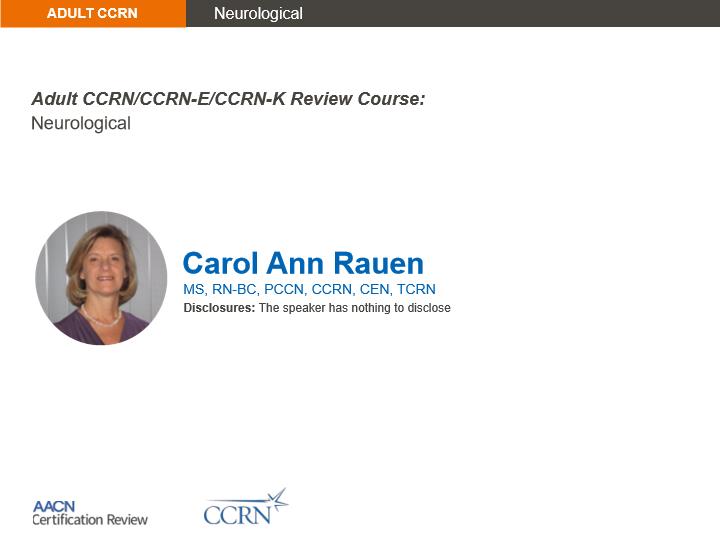 ADULT CCRN
Neurological
Adult CCRN/CCRN-E/CCRN-K Review Course:
Neurological
Carol Ann Rauen
MS, RN-BC, PCCN, CCRN, CEN, TCRN
Disclosures: The speaker has nothing to disclose
AACN
Certification Review
CCRN